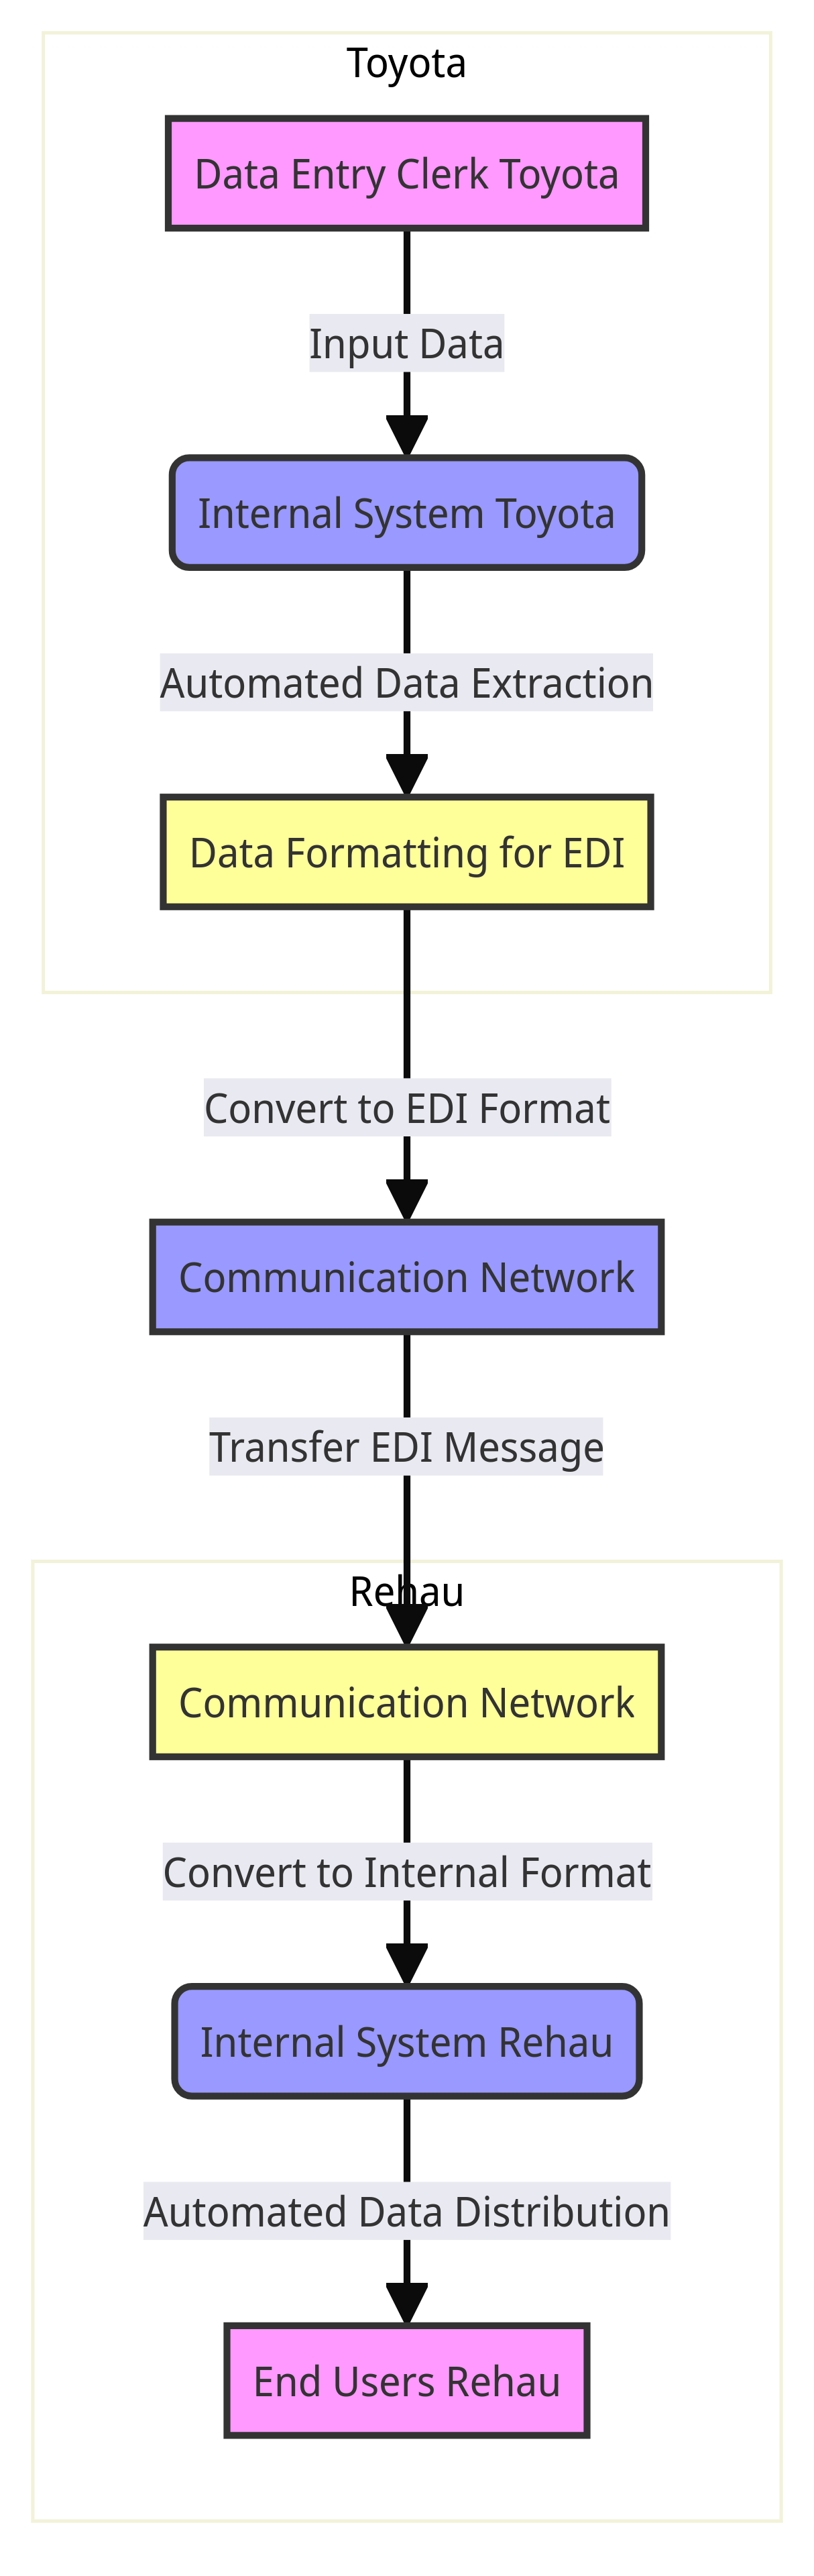 Toyota
Data Entry Clerk Toyota
Input Data
Internal System Toyota
Automated Data Extraction
Data Formatting for EDI
Convert to EDI Format
Communication Network
Transfer EDI Message
Rehau
Communication Network
Convert to Internal Format
Internal System Rehau
Automated Data Distribution
End Users Rehau